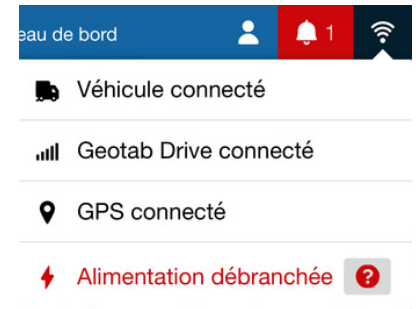 eau de bord 1
Véhicule connecté
Geotab Drive connecté
GPS connecté
Alimentation débranchée ?